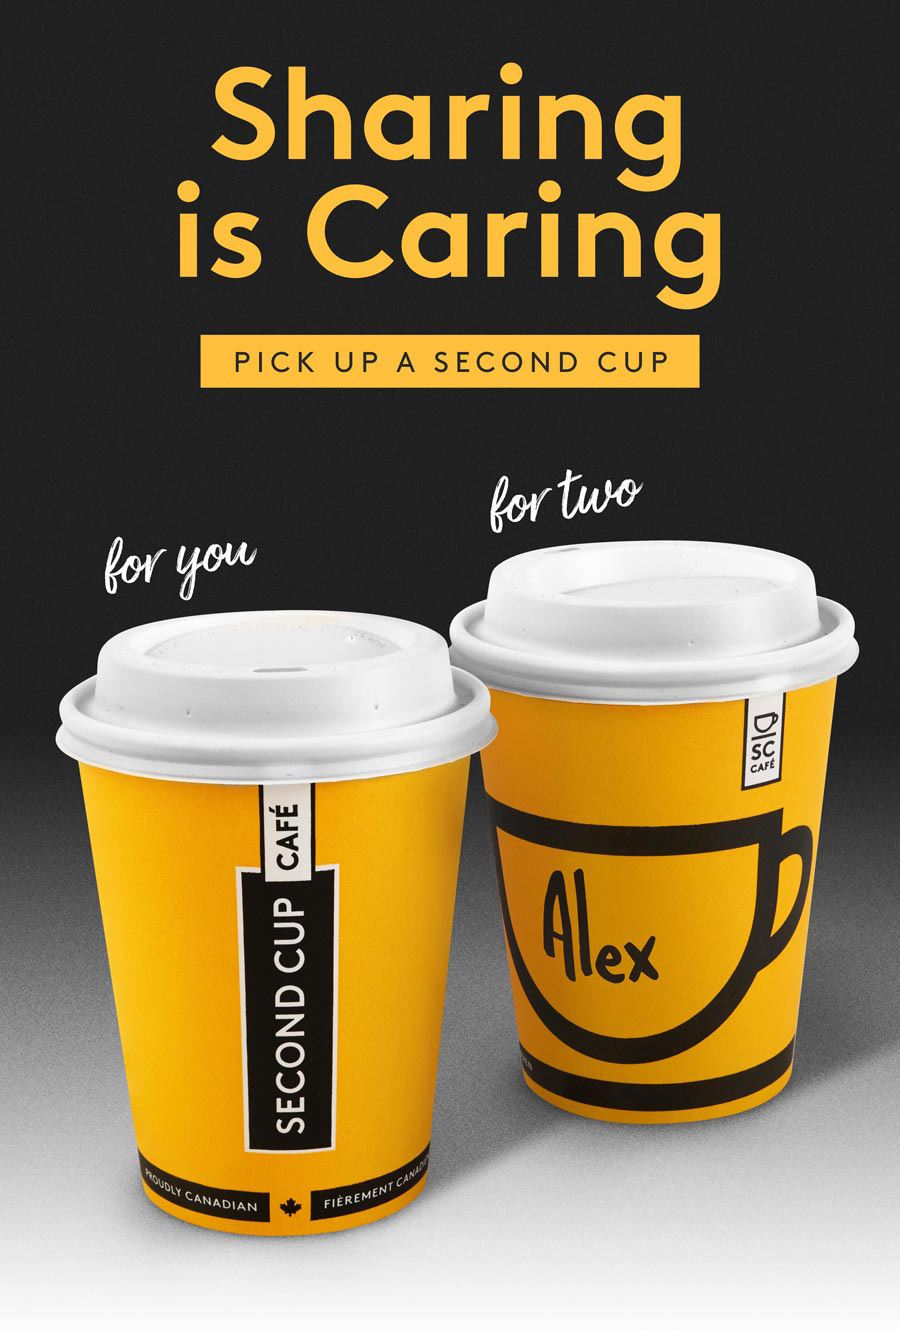 Sharing
is Caring
PICK UP A SECOND CUP
for two
for you
SC
CAFÉ
CAFÉ
SECOND CUP
Alex
PROUDLY CANADIAN
FIÈREMENT